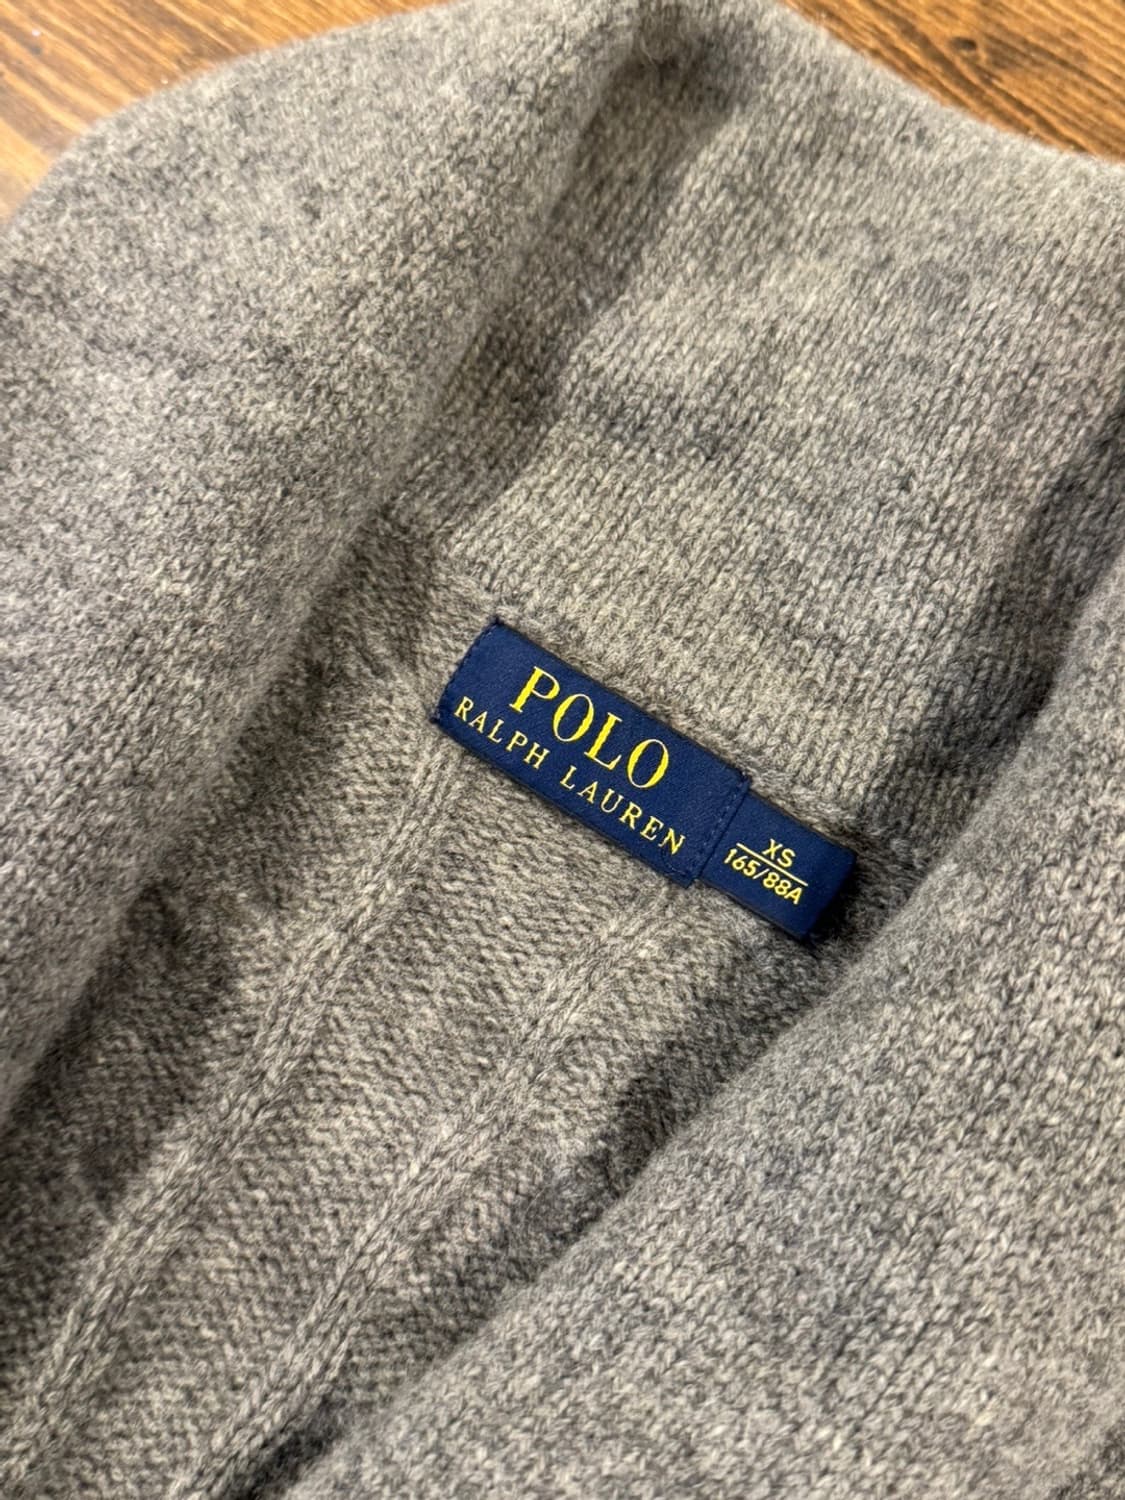 POLO
RALPH LAUREN
XS
165/88A